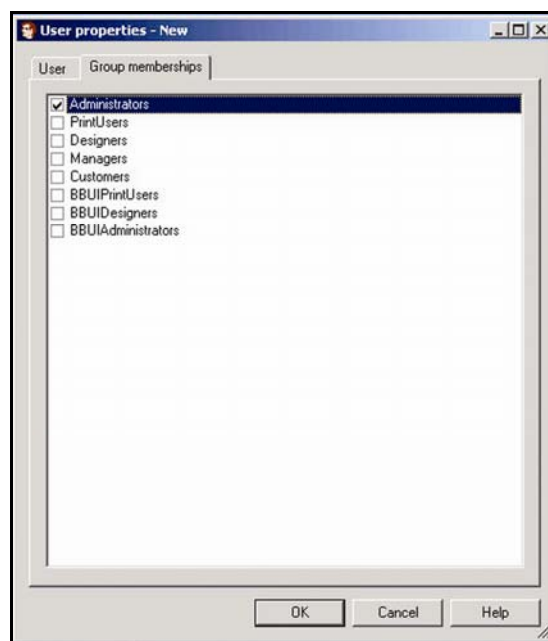 User properties - New
User
Group memberships
Administrators
PrintUsers
Designers
Managers
Customers
BBUIPrintUsers
BBUIDesigners
BBUIAdministrators
OK
Cancel
Help